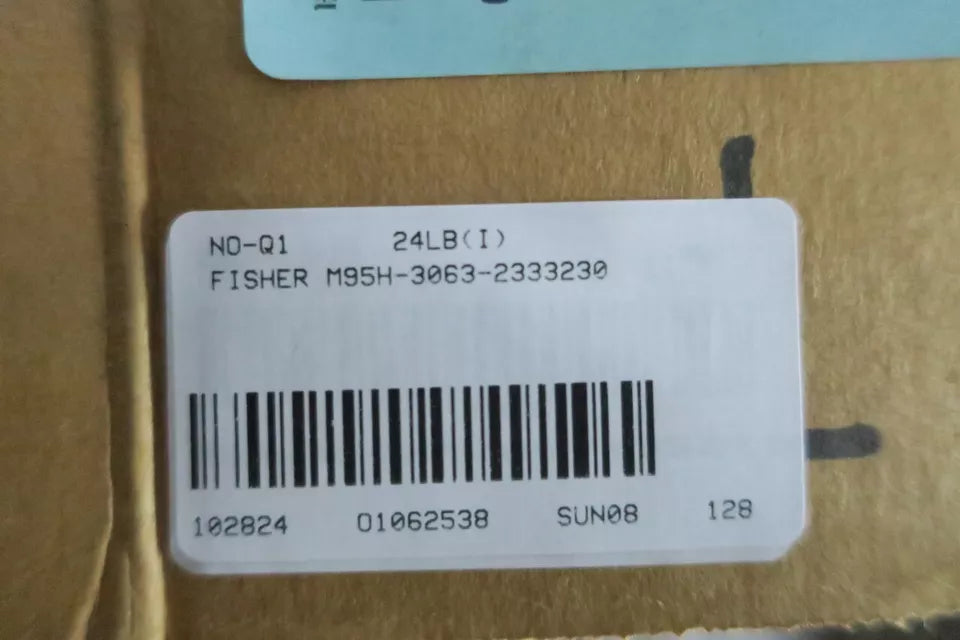 NO-Q1 24LB(I)
FISHER M95H-3063-2333230
102824 01062538 SUN08 128